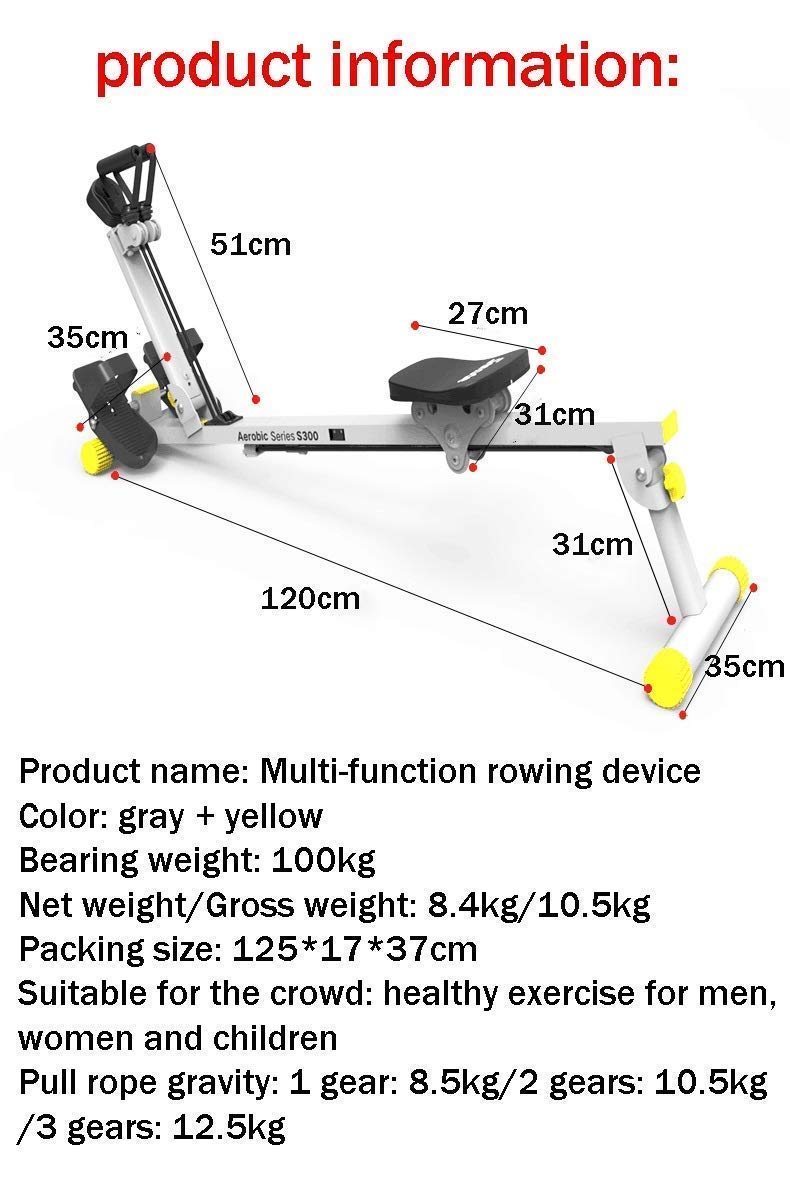 product information:
51cm
27cm
35cm
31cm
Aerobic Series S300
31cm
120cm
35cm
Product name: Multi-function rowing device
Color: gray + yellow
Bearing weight: 100kg
Net weight/Gross weight: 8.4kg/10.5kg
Packing size: 125*17*37cm
Suitable for the crowd: healthy exercise for men,
women and children
Pull rope gravity: 1 gear: 8.5kg/2 gears: 10.5kg
/3 gears: 12.5kg